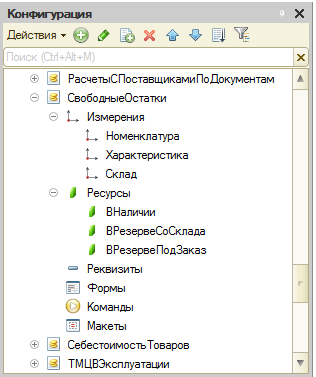 Конфигурация
Действия
Поиск (Ctrl+Alt+M)
РасчетыСПоставщикамиПоДокументам
СвободныеОстатки
Измерения
Номенклатура
Характеристика
Склад
Ресурсы
ВНаличии
ВРезервеСоСклада
ВРезервеПодЗаказ
Реквизиты
Формы
Команды
Макеты
СебестоимостьТоваров
ТМЦВЭксплуатации